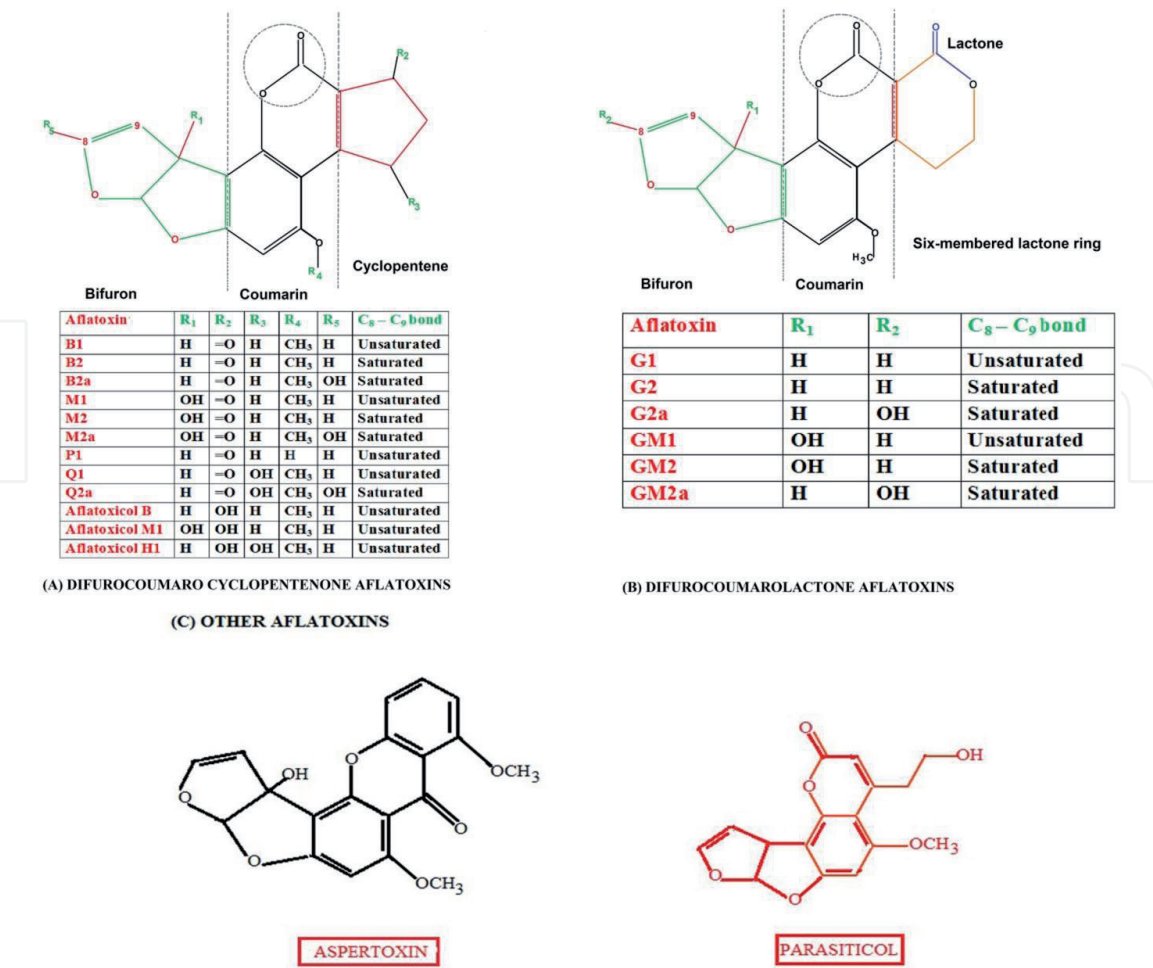 O
R2
R1
O
R5
8
9
O
O
R3
O
R4
Cyclopentene
Bifuron
Coumarin
Aflatoxin R1 R2 R3 R4 R5 C8 – C9 bond
B1 H =O H CH3 H Unsaturated
B2 H =O H CH3 H Saturated
B2a H =O H CH3 OH Saturated
M1 OH =O H CH3 H Unsaturated
M2 OH =O H CH3 H Saturated
M2a OH =O H CH3 OH Saturated
P1 H =O H H H Unsaturated
Q1 H =O OH CH3 H Unsaturated
Q2a H =O OH CH3 OH Saturated
Aflatoxicol B H OH H CH3 H Unsaturated
Aflatoxicol M1 OH OH H CH3 H Unsaturated
Aflatoxicol H1 H OH OH CH3 H Unsaturated
(A) DIFUROCOUMARO CYCLOPENTENONE AFLATOXINS
O
O
Lactone
O
O
R1
R2
8
9
O
O
O
H3C
Six-membered lactone ring
Bifuron
Coumarin
Aflatoxin R1 R2 C8 – C9 bond
G1 H H Unsaturated
G2 H H Saturated
G2a H OH Saturated
GM1 OH H Unsaturated
GM2 OH H Saturated
GM2a H OH Saturated
(B) DIFUROCOUMAROLACTONE AFLATOXINS
(C) OTHER AFLATOXINS
O
OH
OCH3
O
O
O
OCH3
ASPERTOXIN
O
OH
O
OCH3
O
O
PARASITICOL